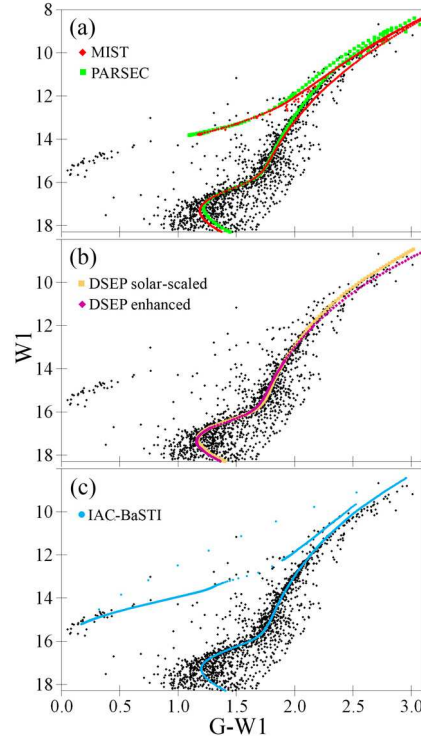 8
(a)
MIST
PARSEC
10
12
14
16
18
(b)
DSEP solar-scaled
DSEP enhanced
10
12
14
16
18
W1
(c)
IAC-BaSTI
10
12
14
16
18
0.0 0.5 1.0 1.5 2.0 2.5 3.0
G-W1